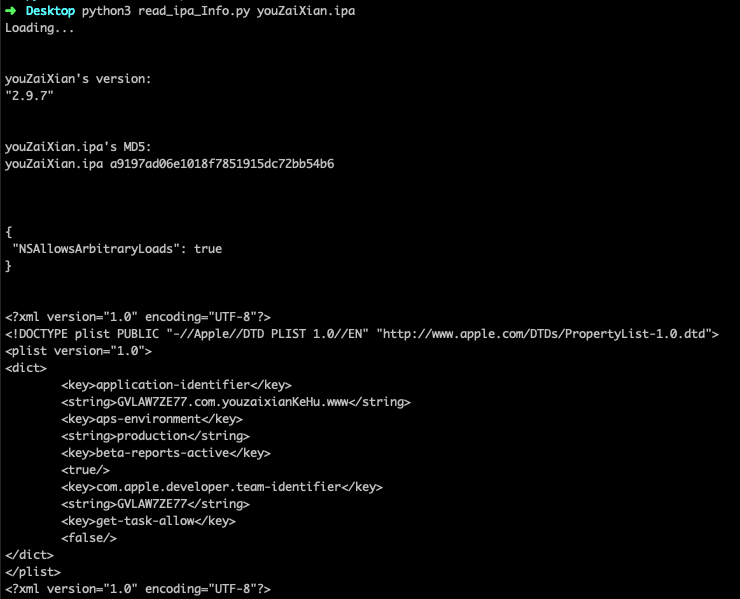 ➜ Desktop python3 read_ipa_Info.py youZaiXian.ipa
Loading...
youZaiXian's version:
"2.9.7"
youZaiXian.ipa's MD5:
youZaiXian.ipa a9197ad06e1018f7851915dc72bb54b6
{
"NSAllowsArbitraryLoads": true
}
<?xml version="1.0" encoding="UTF-8"?>
<!DOCTYPE plist PUBLIC "-//Apple//DTD PLIST 1.0//EN" "http://www.apple.com/DTDs/PropertyList-1.0.dtd">
<plist version="1.0">
<dict>
<key>application-identifier</key>
<string>GVLAW7ZE77.com.youzaixianKeHu.www</string>
<key>aps-environment</key>
<string>production</string>
<key>beta-reports-active</key>
<true/>
<key>com.apple.developer.team-identifier</key>
<string>GVLAW7ZE77</string>
<key>get-task-allow</key>
<false/>
</dict>
</plist>
<?xml version="1.0" encoding="UTF-8"?>